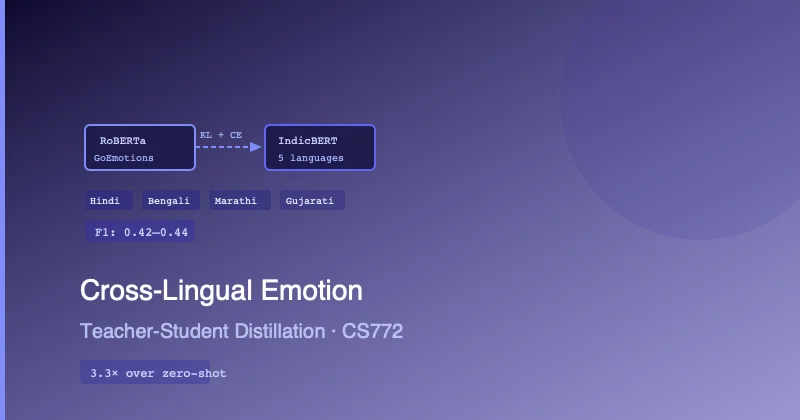 RoBERTa
GoEmotions
KL + CE
IndicBERT
5 languages
Hindi Bengali Marathi Gujarati
F1: 0.42–0.44
Cross-Lingual Emotion
Teacher-Student Distillation · CS772
3.3× over zero-shot